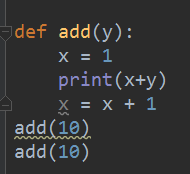 def add(y):
    x = 1
    print(x+y)
    x = x + 1
add(10)
add(10)